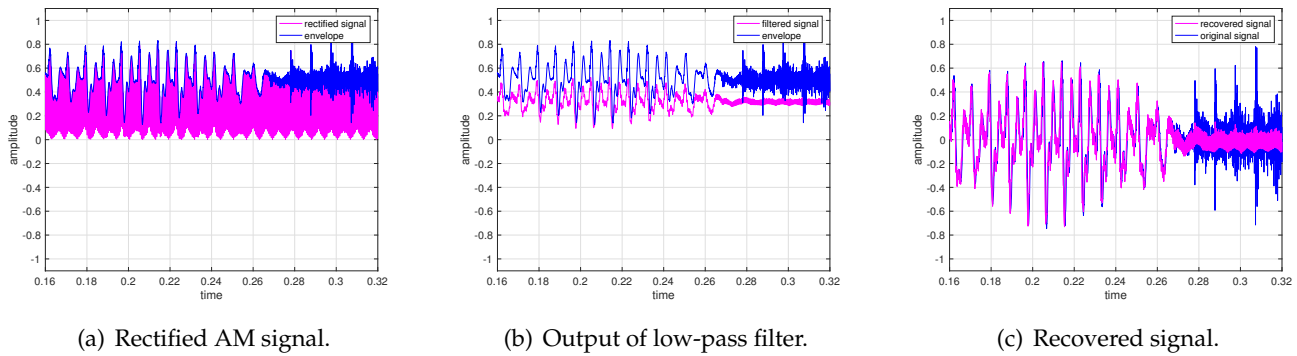 rectified signal
envelope
amplitude
1
0.8
0.6
0.4
0.2
0
-0.2
-0.4
-0.6
-0.8
-1
0.16 0.18 0.2 0.22 0.24 0.26 0.28 0.3 0.32
time
(a) Rectified AM signal.
filtered signal
envelope
amplitude
1
0.8
0.6
0.4
0.2
0
-0.2
-0.4
-0.6
-0.8
-1
0.16 0.18 0.2 0.22 0.24 0.26 0.28 0.3 0.32
time
(b) Output of low-pass filter.
recovered signal
original signal
amplitude
1
0.8
0.6
0.4
0.2
0
-0.2
-0.4
-0.6
-0.8
-1
0.16 0.18 0.2 0.22 0.24 0.26 0.28 0.3 0.32
time
(c) Recovered signal.